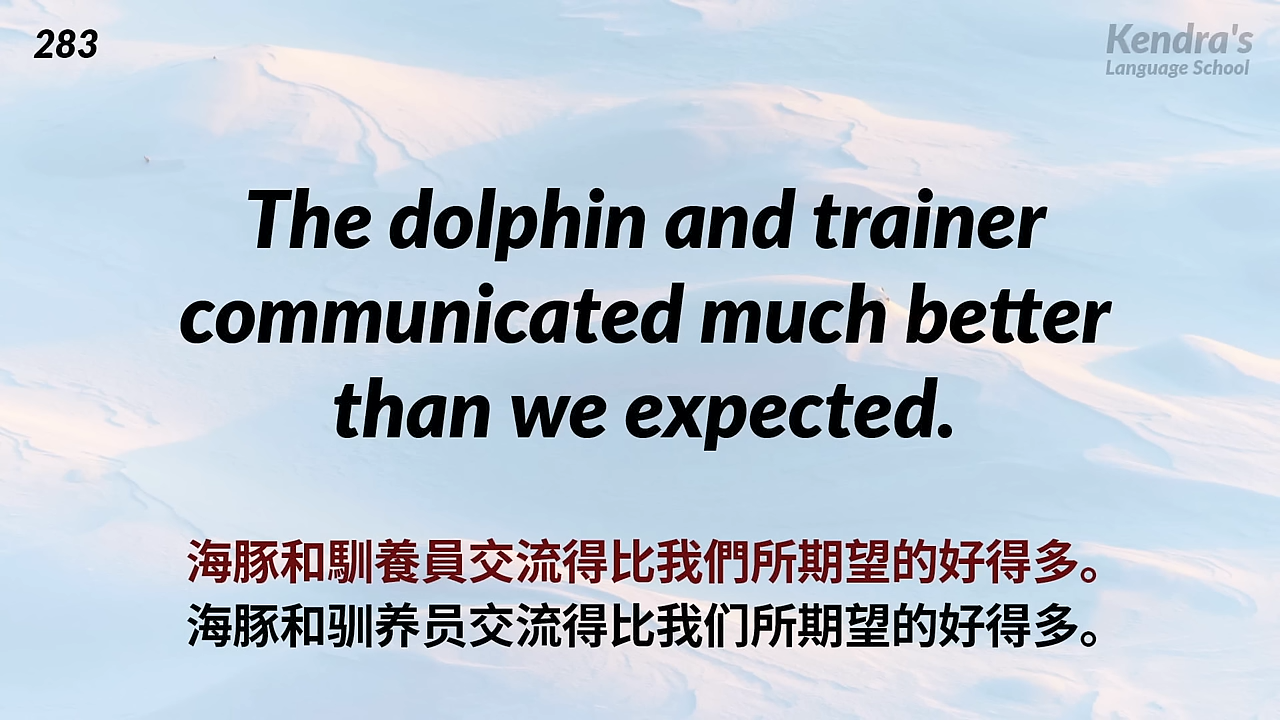 283
Kendra's
Language School
The dolphin and trainer
communicated much better
than we expected.
海豚和馴養員交流得比我們所期望的好得多。
海豚和驯养员交流得比我们所期望的好得多。